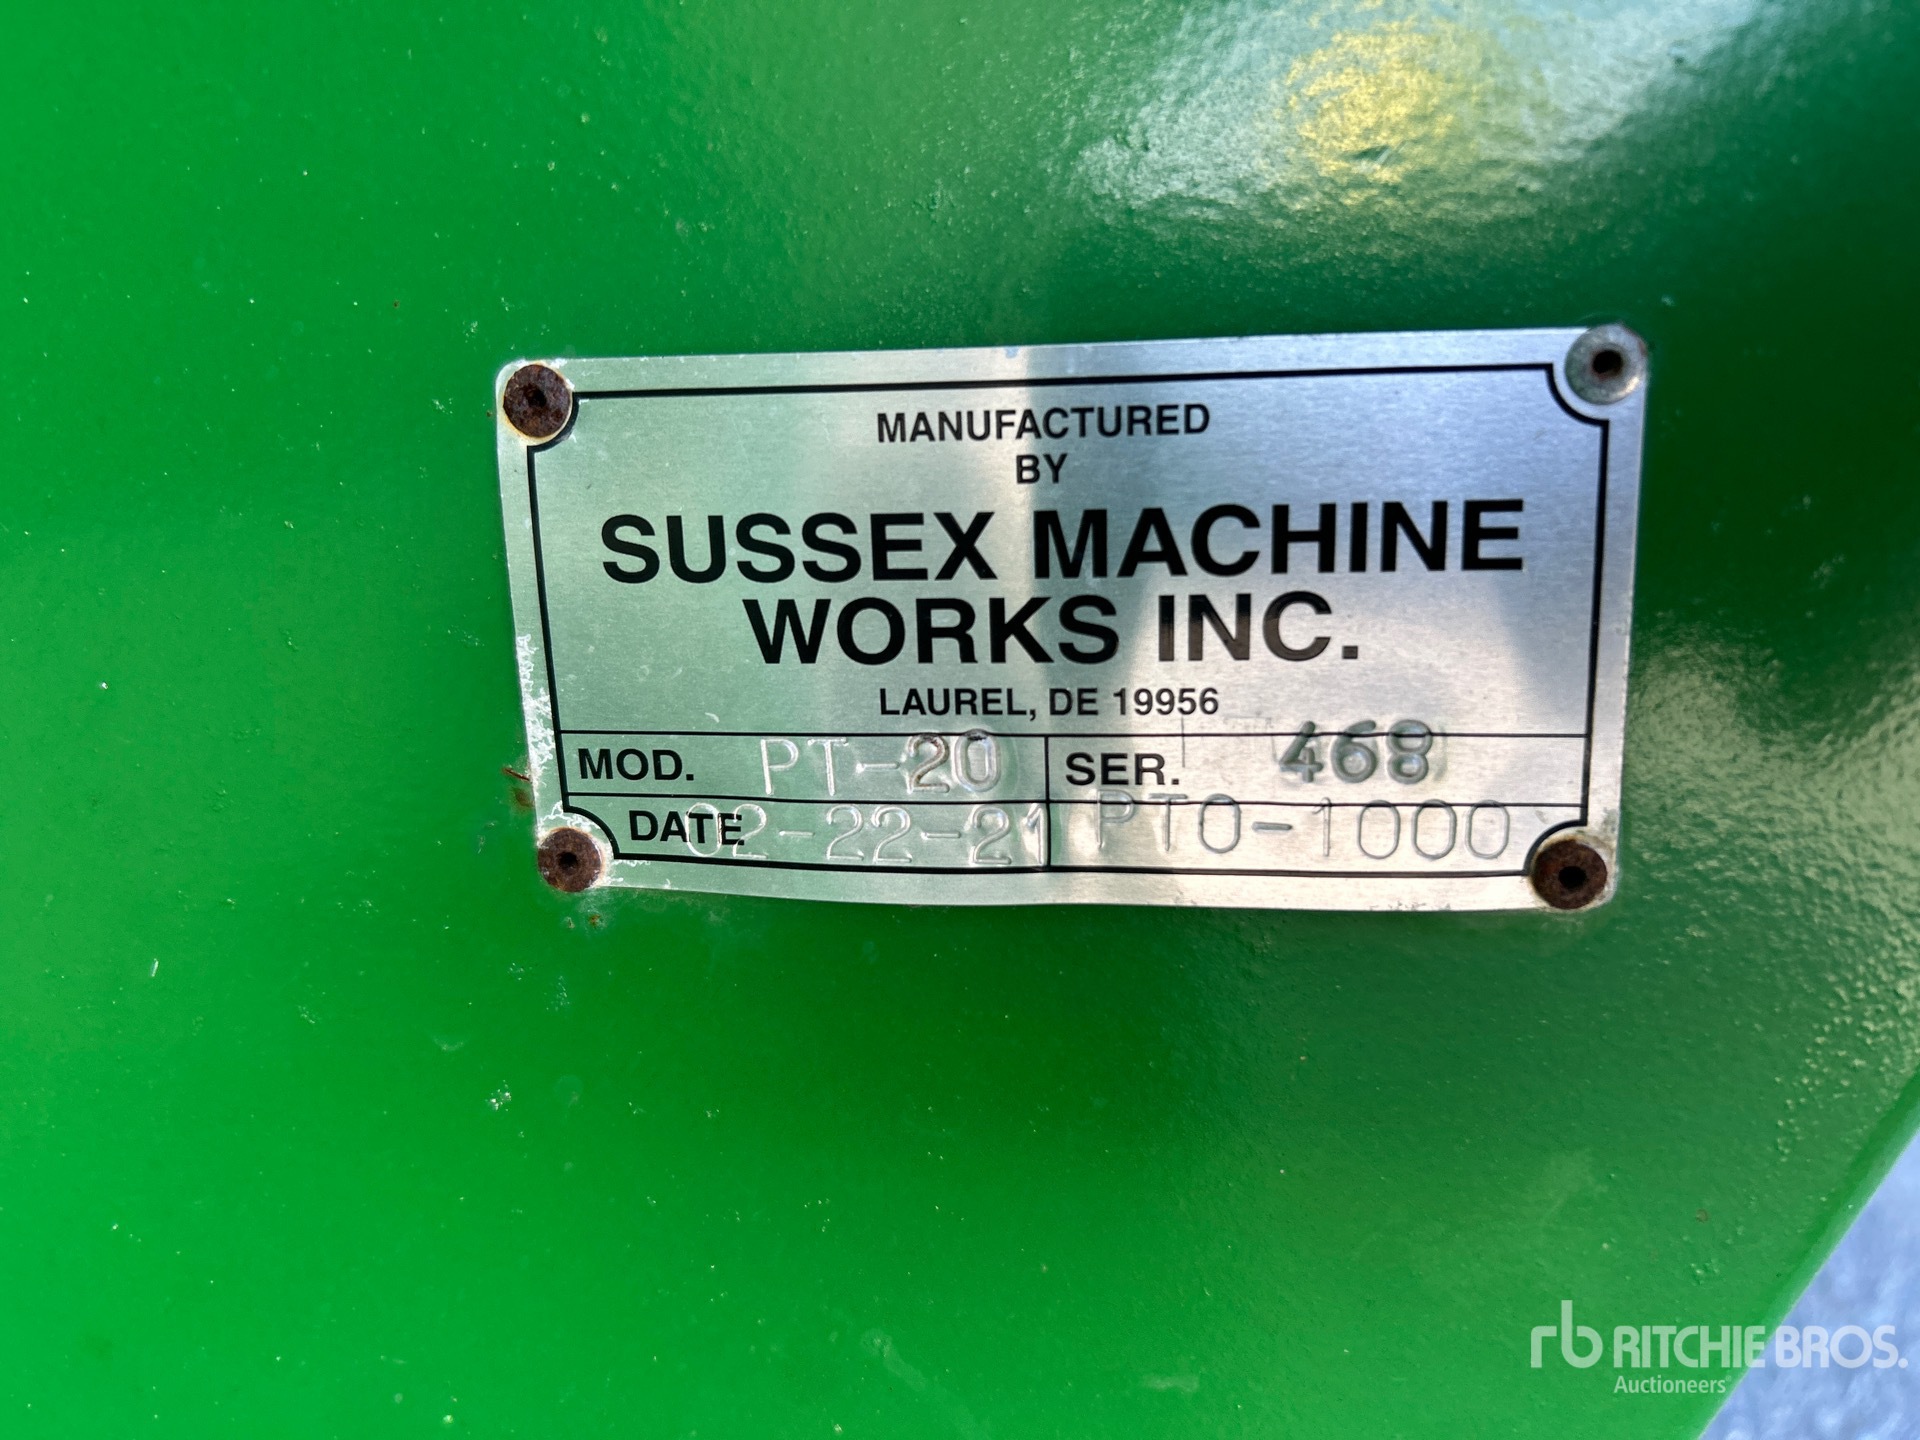 MANUFACTURED
BY
SUSSEX MACHINE
WORKS INC.
LAUREL, DE 19956
MOD. PT-20 SER. 468
DATE 02-22-21 PTO-1000
rb RITCHIE BROS.
Auctioneers